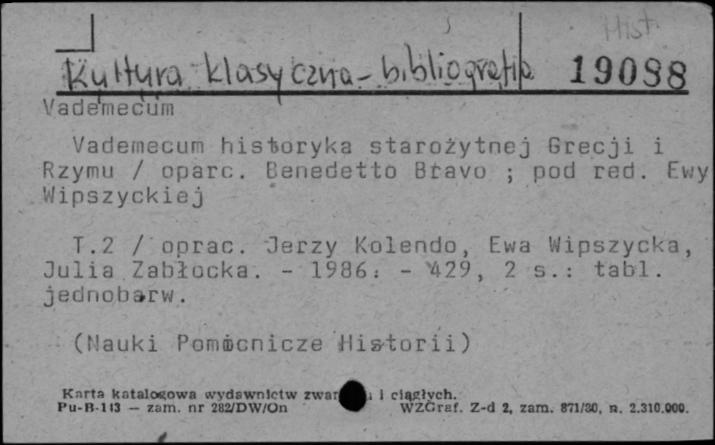 Hist.
Kultura klasyczna - bibliografia 19098
Vademecum
Vademecum historyka starożytnej Grecji i
Rzymu / oparc. Benedetto Bravo ; pod red. Ewy
Wipszyckiej
T.2 / oprac. Jerzy Kolendo, Ewa Wipszycka,
Julia Zabłocka. - 1986. - 429, 2 s.: tabl.
jednobarw.
(Nauki Pomocnicze Historii)
Karta katalogowa wydawnictw i ciągłych.
Pu-B-113 — zam. nr 282/DW/On WZGraf. Z-d 2, zam. 871/80, n. 2.310.000.